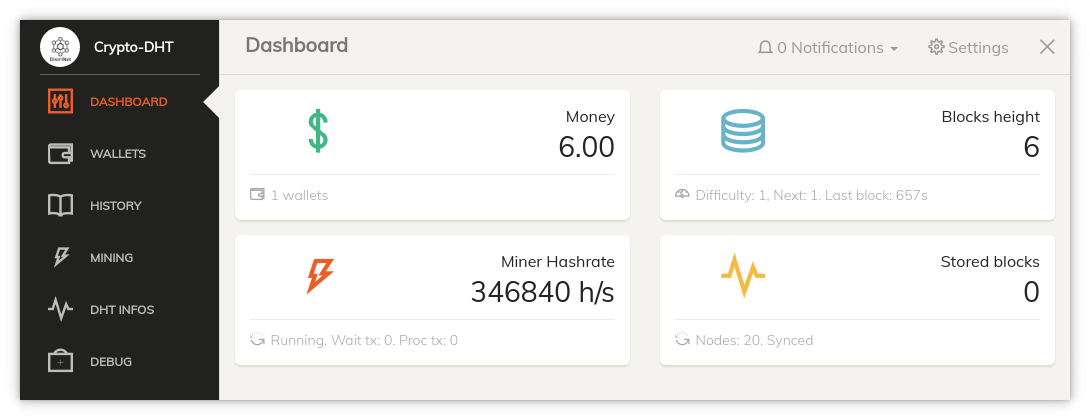 Crypto-DHT
DASHBOARD
WALLETS
HISTORY
MINING
DHT INFOS
DEBUG
Dashboard
0 Notifications
Settings
Money
6.00
1 wallets
Blocks height
6
Difficulty: 1, Next: 1. Last block: 657s
Miner Hashrate
346840 h/s
Running. Wait tx: 0. Proc tx: 0
Stored blocks
0
Nodes: 20. Synced